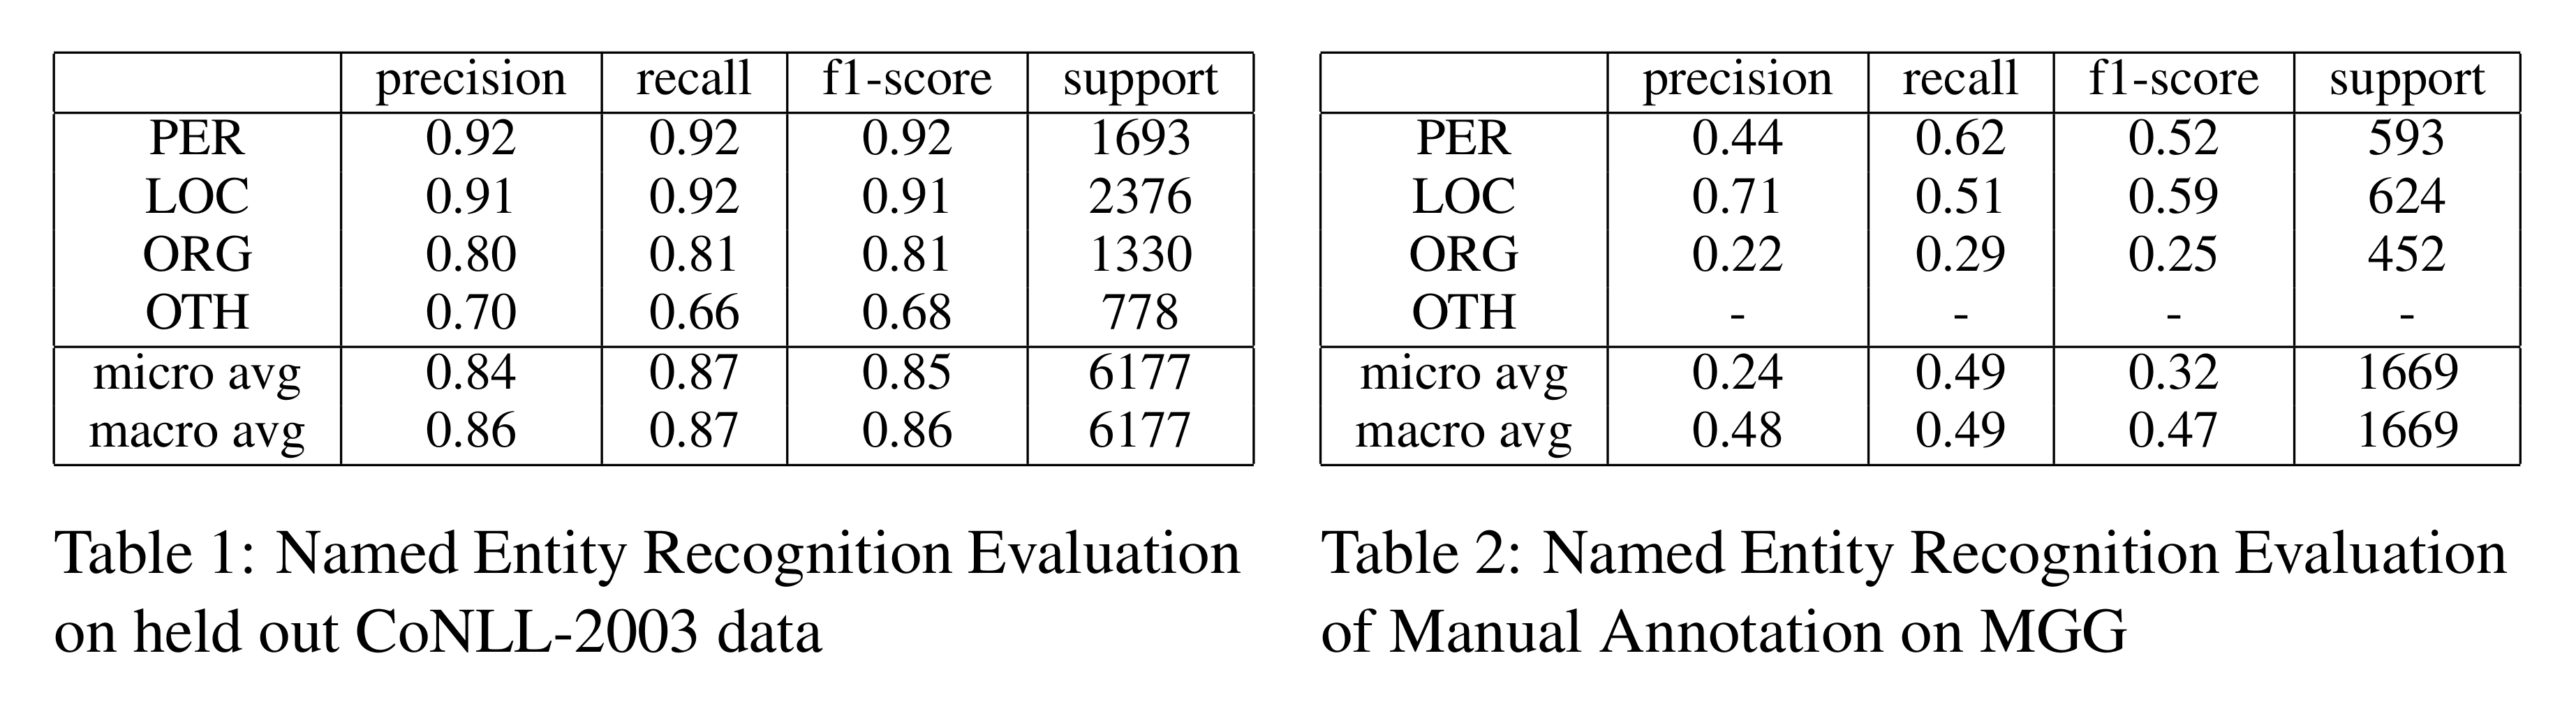 precision recall f1-score support
PER 0.92 0.92 0.92 1693
LOC 0.91 0.92 0.91 2376
ORG 0.80 0.81 0.81 1330
OTH 0.70 0.66 0.68 778
micro avg 0.84 0.87 0.85 6177
macro avg 0.86 0.87 0.86 6177
Table 1: Named Entity Recognition Evaluation
on held out CoNLL-2003 data
precision recall f1-score support
PER 0.44 0.62 0.52 593
LOC 0.71 0.51 0.59 624
ORG 0.22 0.29 0.25 452
OTH - - - -
micro avg 0.24 0.49 0.32 1669
macro avg 0.48 0.49 0.47 1669
Table 2: Named Entity Recognition Evaluation
of Manual Annotation on MGG